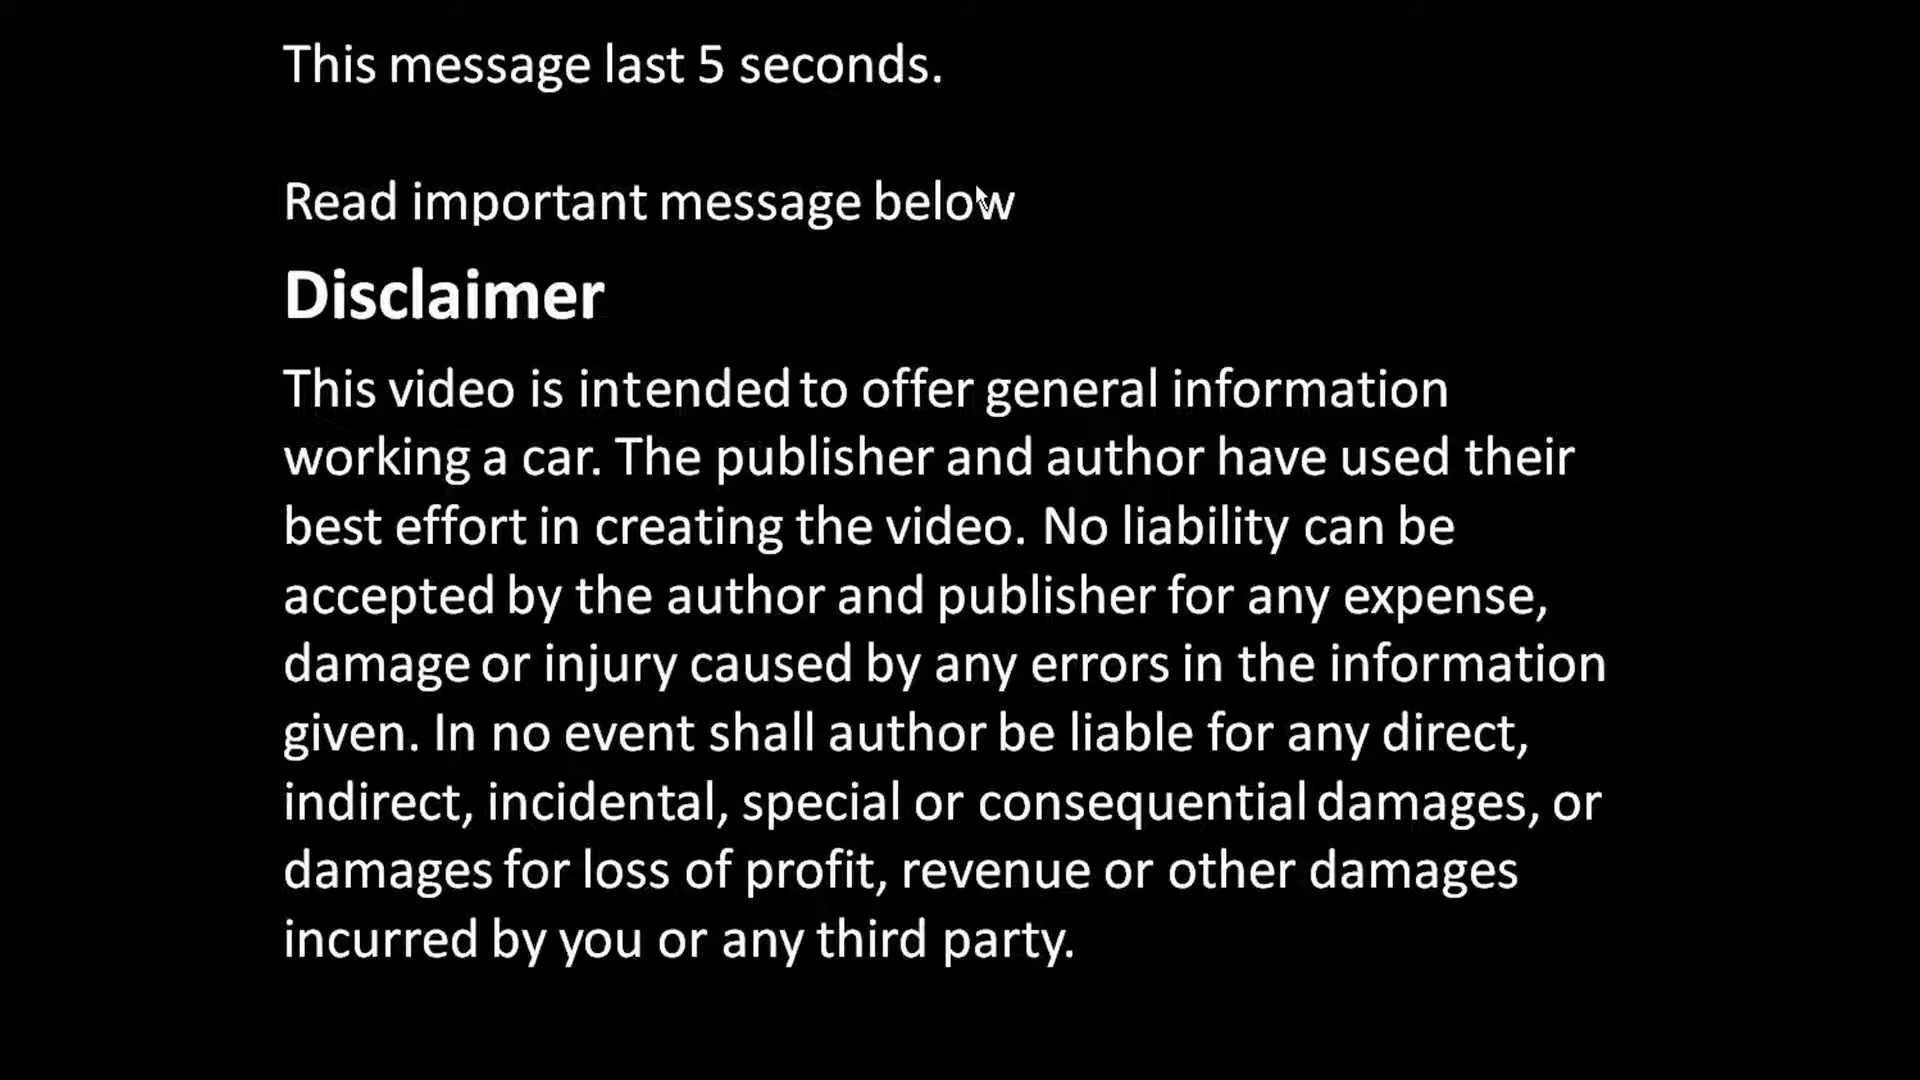 This message last 5 seconds.
Read important message below
Disclaimer
This video is intended to offer general information
working a car. The publisher and author have used their
best effort in creating the video. No liability can be
accepted by the author and publisher for any expense,
damage or injury caused by any errors in the information
given. In no event shall author be liable for any direct,
indirect, incidental, special or consequential damages, or
damages for loss of profit, revenue or other damages
incurred by you or any third party.